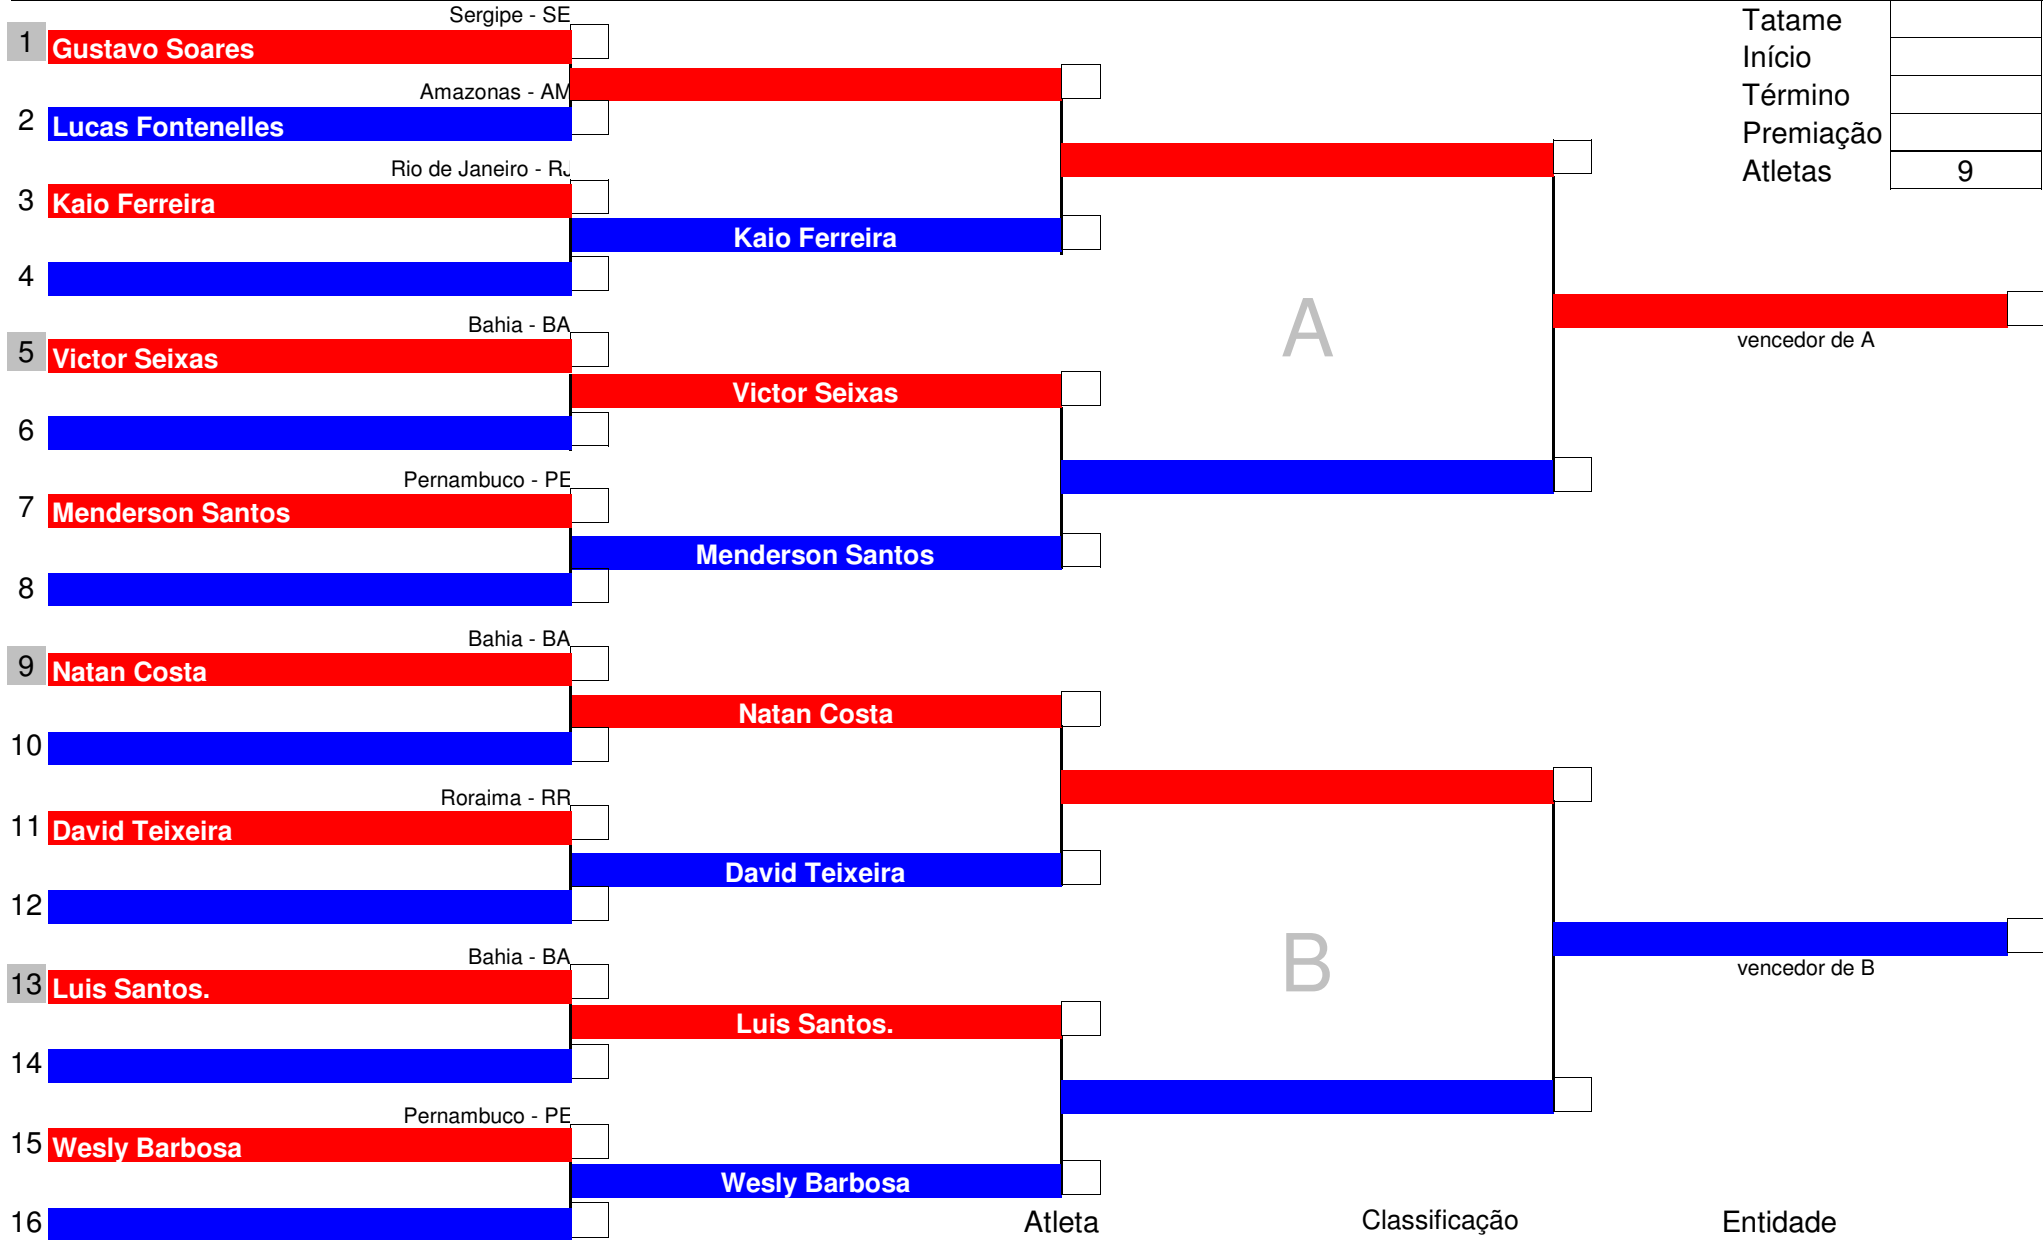 Sergipe - SE
1 Gustavo Soares
Amazonas - AM
2 Lucas Fontenelles
Rio de Janeiro - RJ
3 Kaio Ferreira
Kaio Ferreira
4
Bahia - BA
5 Victor Seixas
Victor Seixas
6
Pernambuco - PE
7 Menderson Santos
Menderson Santos
8
Bahia - BA
9 Natan Costa
Natan Costa
10
Roraima - RR
11 David Teixeira
David Teixeira
12
Bahia - BA
13 Luis Santos.
Luis Santos.
14
Pernambuco - PE
15 Wesly Barbosa
Wesly Barbosa
16
A
B
vencedor de A
vencedor de B
Tatame
Início
Término
Premiação
Atletas 9
Atleta Classificação Entidade